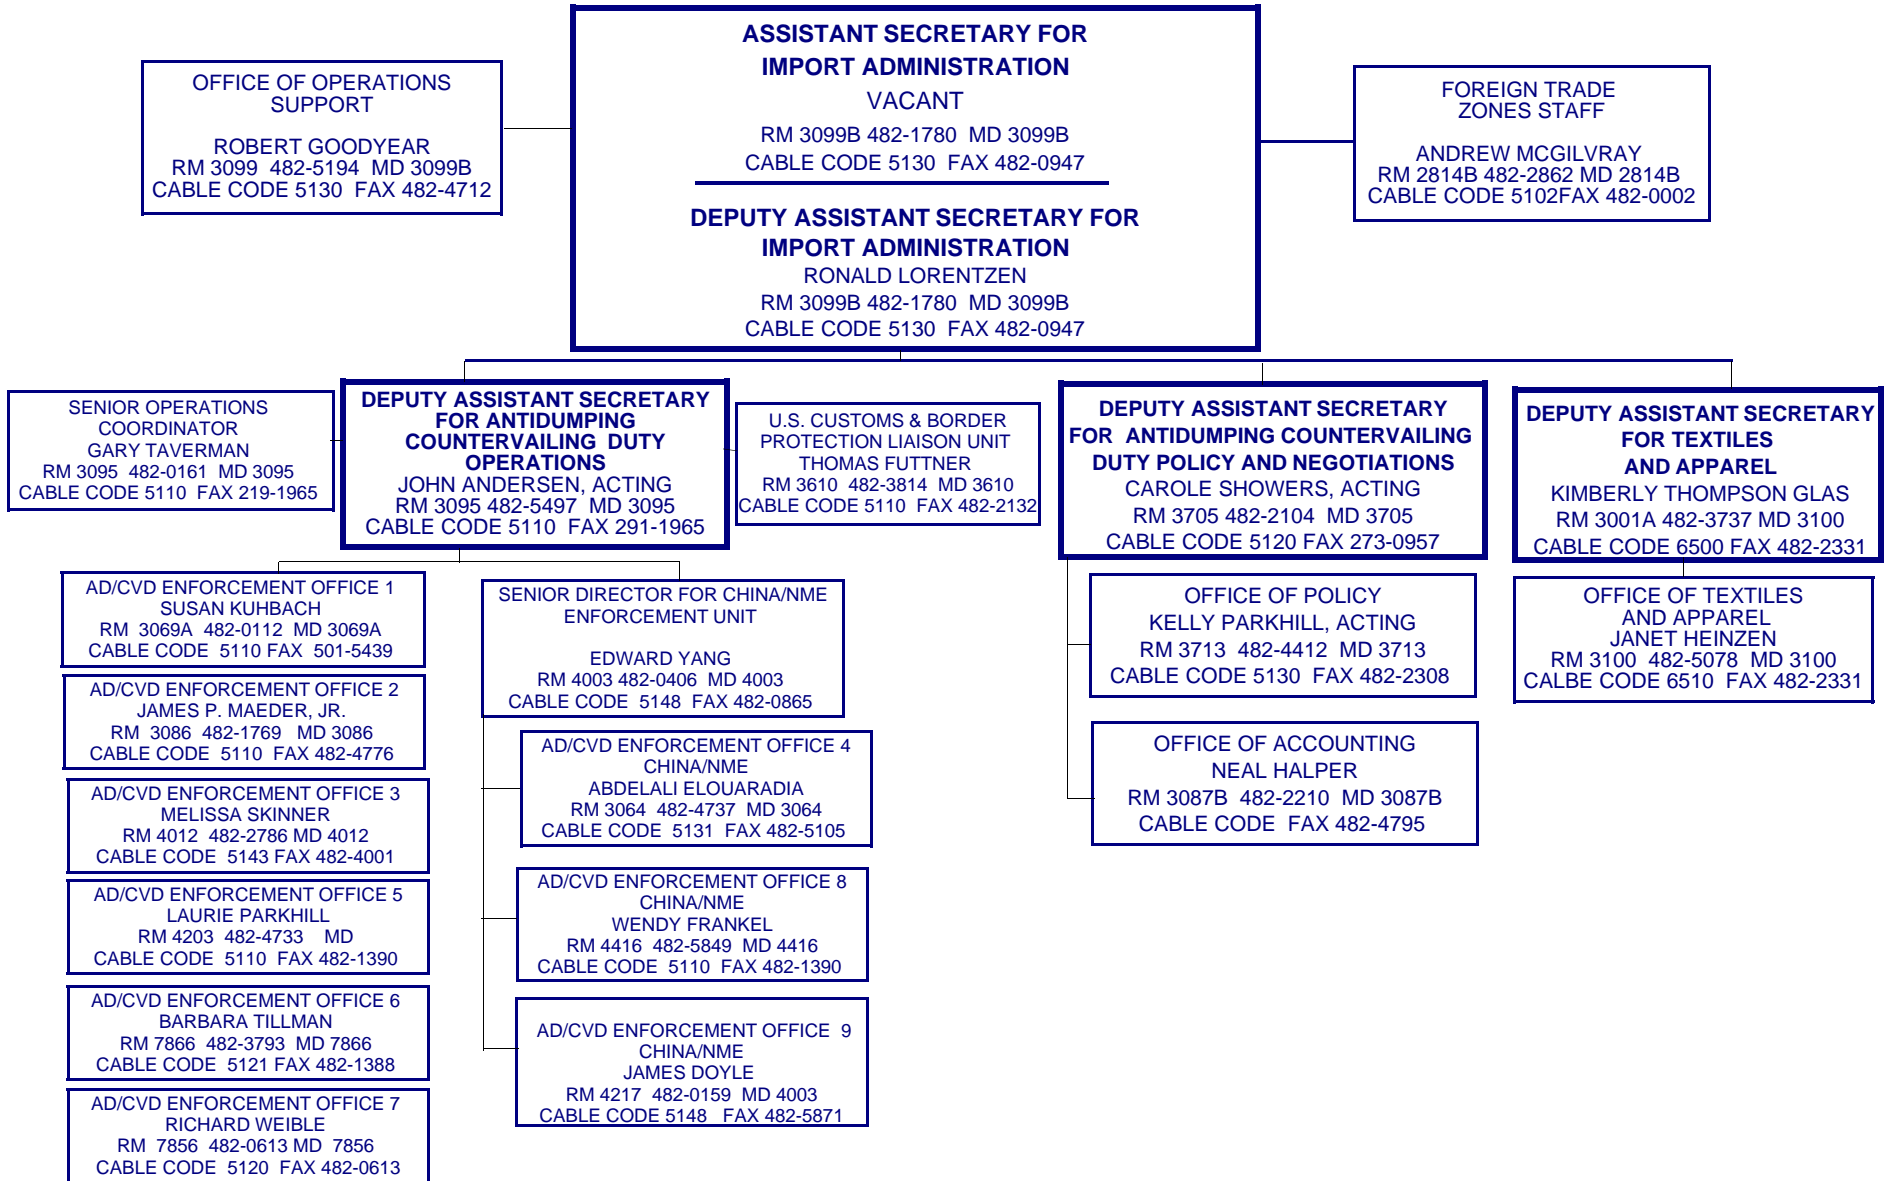 ASSISTANT SECRETARY FOR
IMPORT ADMINISTRATION
VACANT
RM 3099B 482-1780 MD 3099B
CABLE CODE 5130 FAX 482-0947
DEPUTY ASSISTANT SECRETARY FOR
IMPORT ADMINISTRATION
RONALD LORENTZEN
RM 3099B 482-1780 MD 3099B
CABLE CODE 5130 FAX 482-0947
OFFICE OF OPERATIONS
SUPPORT
ROBERT GOODYEAR
RM 3099 482-5194 MD 3099B
CABLE CODE 5130 FAX 482-4712
FOREIGN TRADE
ZONES STAFF
ANDREW MCGILVRAY
RM 2814B 482-2862 MD 2814B
CABLE CODE 5102FAX 482-0002
SENIOR OPERATIONS
COORDINATOR
GARY TAVERMAN
RM 3095 482-0161 MD 3095
CABLE CODE 5110 FAX 219-1965
DEPUTY ASSISTANT SECRETARY
FOR ANTIDUMPING
COUNTERVAILING DUTY
OPERATIONS
JOHN ANDERSEN, ACTING
RM 3095 482-5497 MD 3095
CABLE CODE 5110 FAX 291-1965
U.S. CUSTOMS & BORDER
PROTECTION LIAISON UNIT
THOMAS FUTTNER
RM 3610 482-3814 MD 3610
CABLE CODE 5110 FAX 482-2132
DEPUTY ASSISTANT SECRETARY
FOR ANTIDUMPING COUNTERVAILING
DUTY POLICY AND NEGOTIATIONS
CAROLE SHOWERS, ACTING
RM 3705 482-2104 MD 3705
CABLE CODE 5120 FAX 273-0957
DEPUTY ASSISTANT SECRETARY
FOR TEXTILES
AND APPAREL
KIMBERLY THOMPSON GLAS
RM 3001A 482-3737 MD 3100
CABLE CODE 6500 FAX 482-2331
AD/CVD ENFORCEMENT OFFICE 1
SUSAN KUHBACH
RM 3069A 482-0112 MD 3069A
CABLE CODE 5110 FAX 501-5439
AD/CVD ENFORCEMENT OFFICE 2
JAMES P. MAEDER, JR.
RM 3086 482-1769 MD 3086
CABLE CODE 5110 FAX 482-4776
AD/CVD ENFORCEMENT OFFICE 3
MELISSA SKINNER
RM 4012 482-2786 MD 4012
CABLE CODE 5143 FAX 482-4001
AD/CVD ENFORCEMENT OFFICE 5
LAURIE PARKHILL
RM 4203 482-4733 MD
CABLE CODE 5110 FAX 482-1390
AD/CVD ENFORCEMENT OFFICE 6
BARBARA TILLMAN
RM 7866 482-3793 MD 7866
CABLE CODE 5121 FAX 482-1388
AD/CVD ENFORCEMENT OFFICE 7
RICHARD WEIBLE
RM 7856 482-0613 MD 7856
CABLE CODE 5120 FAX 482-0613
SENIOR DIRECTOR FOR CHINA/NME
ENFORCEMENT UNIT
EDWARD YANG
RM 4003 482-0406 MD 4003
CABLE CODE 5148 FAX 482-0865
AD/CVD ENFORCEMENT OFFICE 4
CHINA/NME
ABDELALI ELOUARADIA
RM 3064 482-4737 MD 3064
CABLE CODE 5131 FAX 482-5105
AD/CVD ENFORCEMENT OFFICE 8
CHINA/NME
WENDY FRANKEL
RM 4416 482-5849 MD 4416
CABLE CODE 5110 FAX 482-1390
AD/CVD ENFORCEMENT OFFICE 9
CHINA/NME
JAMES DOYLE
RM 4217 482-0159 MD 4003
CABLE CODE 5148 FAX 482-5871
OFFICE OF POLICY
KELLY PARKHILL, ACTING
RM 3713 482-4412 MD 3713
CABLE CODE 5130 FAX 482-2308
OFFICE OF ACCOUNTING
NEAL HALPER
RM 3087B 482-2210 MD 3087B
CABLE CODE FAX 482-4795
OFFICE OF TEXTILES
AND APPAREL
JANET HEINZEN
RM 3100 482-5078 MD 3100
CALBE CODE 6510 FAX 482-2331